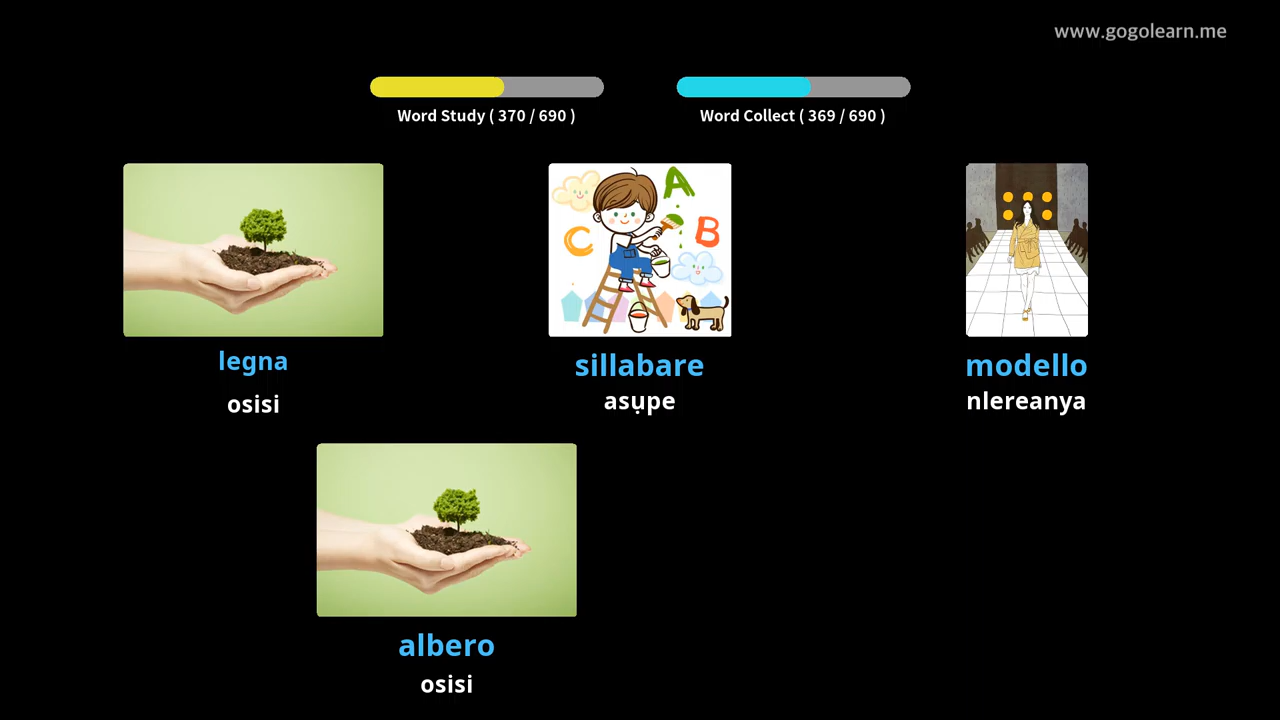 www.gogolearn.me
Word Study ( 370 / 690 )
Word Collect ( 369 / 690 )
A
B
C
legna
osisi
sillabare
asụpe
modello
nlereanya
albero
osisi